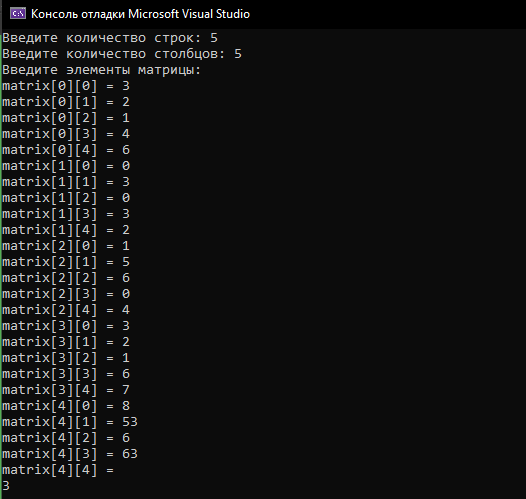 Консоль отладки Microsoft Visual Studio
Введите количество строк: 5
Введите количество столбцов: 5
Введите элементы матрицы:
matrix[0][0] = 3
matrix[0][1] = 2
matrix[0][2] = 1
matrix[0][3] = 4
matrix[0][4] = 6
matrix[1][0] = 0
matrix[1][1] = 3
matrix[1][2] = 0
matrix[1][3] = 3
matrix[1][4] = 2
matrix[2][0] = 1
matrix[2][1] = 5
matrix[2][2] = 6
matrix[2][3] = 0
matrix[2][4] = 4
matrix[3][0] = 3
matrix[3][1] = 2
matrix[3][2] = 1
matrix[3][3] = 6
matrix[3][4] = 7
matrix[4][0] = 8
matrix[4][1] = 53
matrix[4][2] = 6
matrix[4][3] = 63
matrix[4][4] =
3